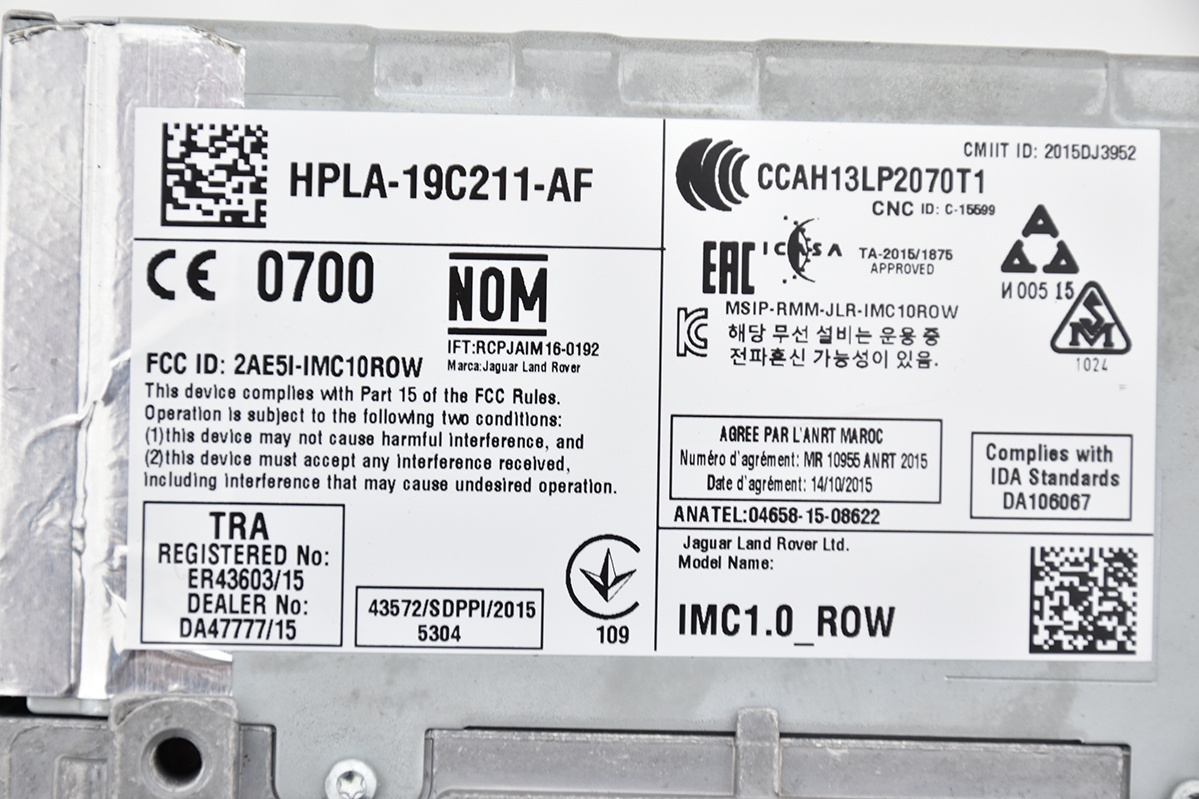 HPLA-19C211-AF
CE 0700
NOM
IFT:RCPJAIM16-0192
Marca:Jaguar Land Rover
FCC ID: 2AE5I-IMC10ROW
This device complies with Part 15 of the FCC Rules.
Operation is subject to the following two conditions:
(1)this device may not cause harmful interference, and
(2)this device must accept any interference received,
including interference that may cause undesired operation.
TRA
REGISTERED No:
ER43603/15
DEALER No:
DA47777/15
43572/SDPPI/2015
5304
109
CMIIT ID: 2015DJ3952
CCAH13LP2070T1
CNC ID: C-15599
EAC
ICASA
TA-2015/1875
APPROVED
И 005 15
SM
1024
MSIP-RMM-JLR-IMC10ROW
해당 무선 설비는 운용 중
전파혼신 가능성이 있음.
AGREE PAR L'ANRT MAROC
Numéro d'agrément: MR 10955 ANRT 2015
Date d'agrément: 14/10/2015
Complies with
IDA Standards
DA106067
ANATEL:04658-15-08622
Jaguar Land Rover Ltd.
Model Name:
IMC1.0_ROW